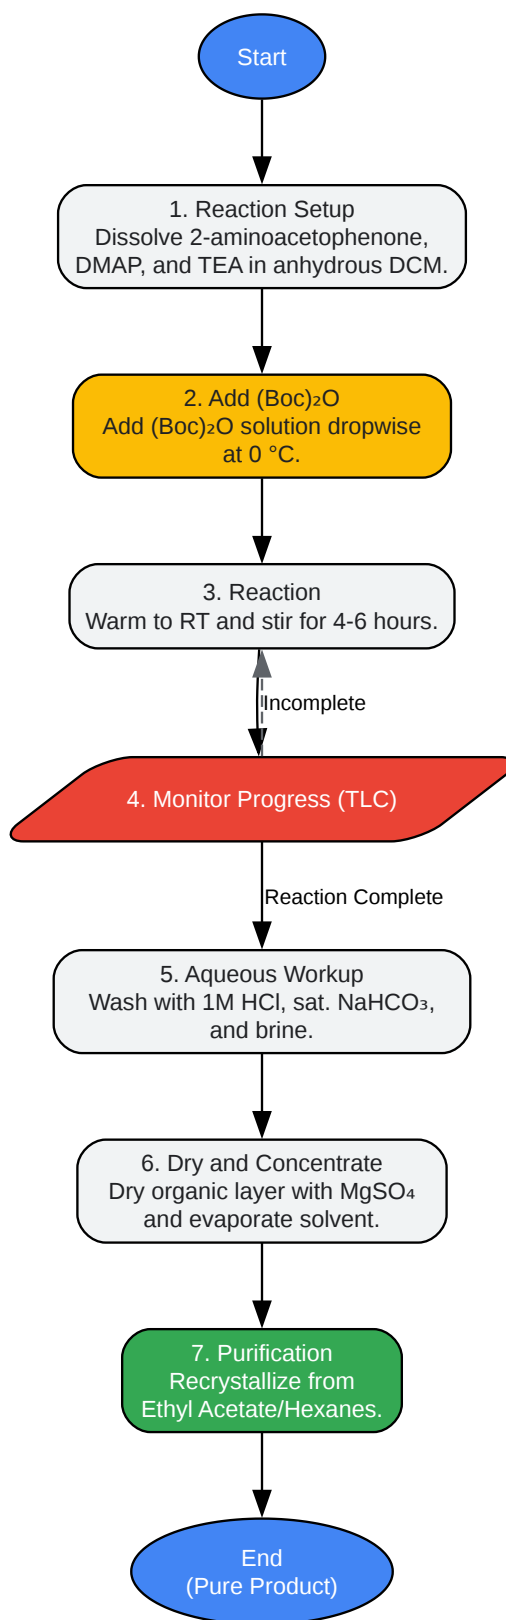 Start
1. Reaction Setup
Dissolve 2-aminoacetophenone,
DMAP, and TEA in anhydrous DCM.
2. Add (Boc)₂O
Add (Boc)₂O solution dropwise
at 0 °C.
3. Reaction
Warm to RT and stir for 4-6 hours.
Incomplete
4. Monitor Progress (TLC)
Reaction Complete
5. Aqueous Workup
Wash with 1M HCl, sat. NaHCO₃,
and brine.
6. Dry and Concentrate
Dry organic layer with MgSO₄
and evaporate solvent.
7. Purification
Recrystallize from
Ethyl Acetate/Hexanes.
End
(Pure Product)